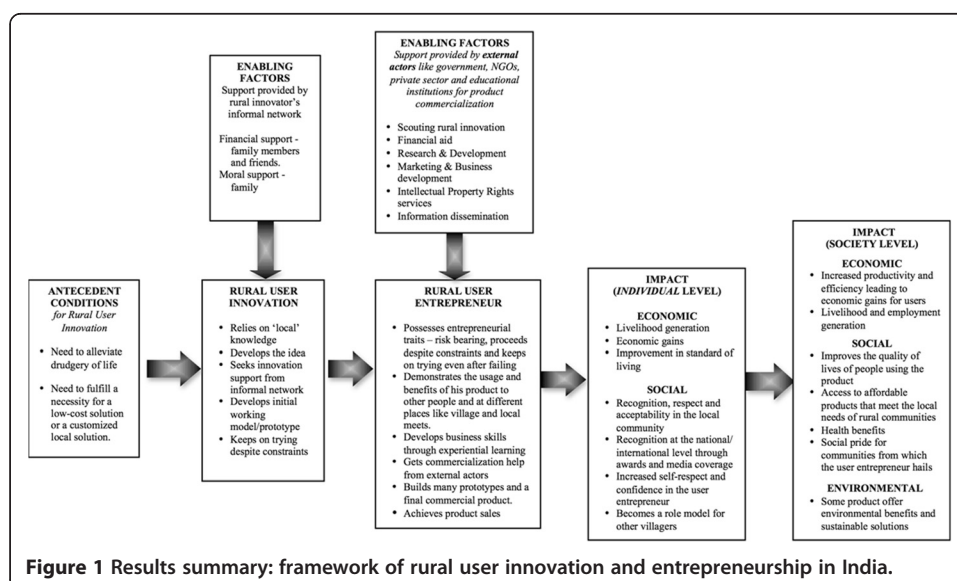 ENABLING
FACTORS
Support provided by
rural innovator's
informal network
Financial support -
family members
and friends.
Moral support -
family
ENABLING FACTORS
Support provided by external
actors like government, NGOs,
private sector and educational
institutions for product
commercialization
• Scouting rural innovation
• Financial aid
• Research & Development
• Marketing & Business
development
• Intellectual Property Rights
services
• Information dissemination
ANTECEDENT
CONDITIONS
for Rural User
Innovation
• Need to alleviate
drudgery of life
• Need to fulfill a
necessity for a
low-cost solution
or a customized
local solution.
RURAL USER
INNOVATION
• Relies on 'local'
knowledge
• Develops the idea
• Seeks innovation
support from
informal network
• Develops initial
working
model/prototype
• Keeps on trying
despite constraints
RURAL USER
ENTREPRENEUR
• Possesses entrepreneurial
traits – risk bearing, proceeds
despite constraints and keeps
on trying even after failing
• Demonstrates the usage and
benefits of his product to
other people and at different
places like village and local
meets.
• Develops business skills
through experiential learning
• Gets commercialization help
from external actors
• Builds many prototypes and a
final commercial product.
• Achieves product sales
IMPACT
(INDIVIDUAL LEVEL)
ECONOMIC
• Livelihood generation
• Economic gains
• Improvement in standard of
living
SOCIAL
• Recognition, respect and
acceptability in the local
community
• Recognition at the national/
international level through
awards and media coverage
• Increased self-respect and
confidence in the user
entrepreneur
• Becomes a role model for
other villagers
IMPACT
(SOCIETY LEVEL)
ECONOMIC
• Increased productivity and
efficiency leading to
economic gains for users
• Livelihood and employment
generation
SOCIAL
• Improves the quality of
lives of people using the
product
• Access to affordable
products that meet the local
needs of rural communities
• Health benefits
• Social pride for
communities from which
the user entrepreneur hails
ENVIRONMENTAL
• Some product offer
environmental benefits and
sustainable solutions
Figure 1 Results summary: framework of rural user innovation and entrepreneurship in India.